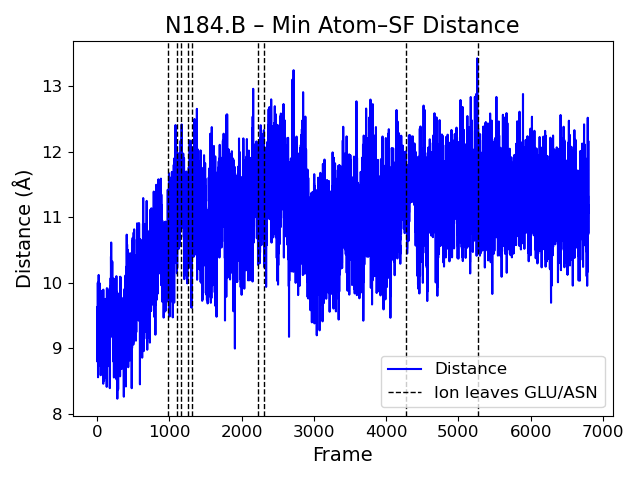 N184.B – Min Atom–SF Distance
Distance (Å)
13
12
11
10
9
8
Distance
Ion leaves GLU/ASN
0 1000 2000 3000 4000 5000 6000 7000
Frame